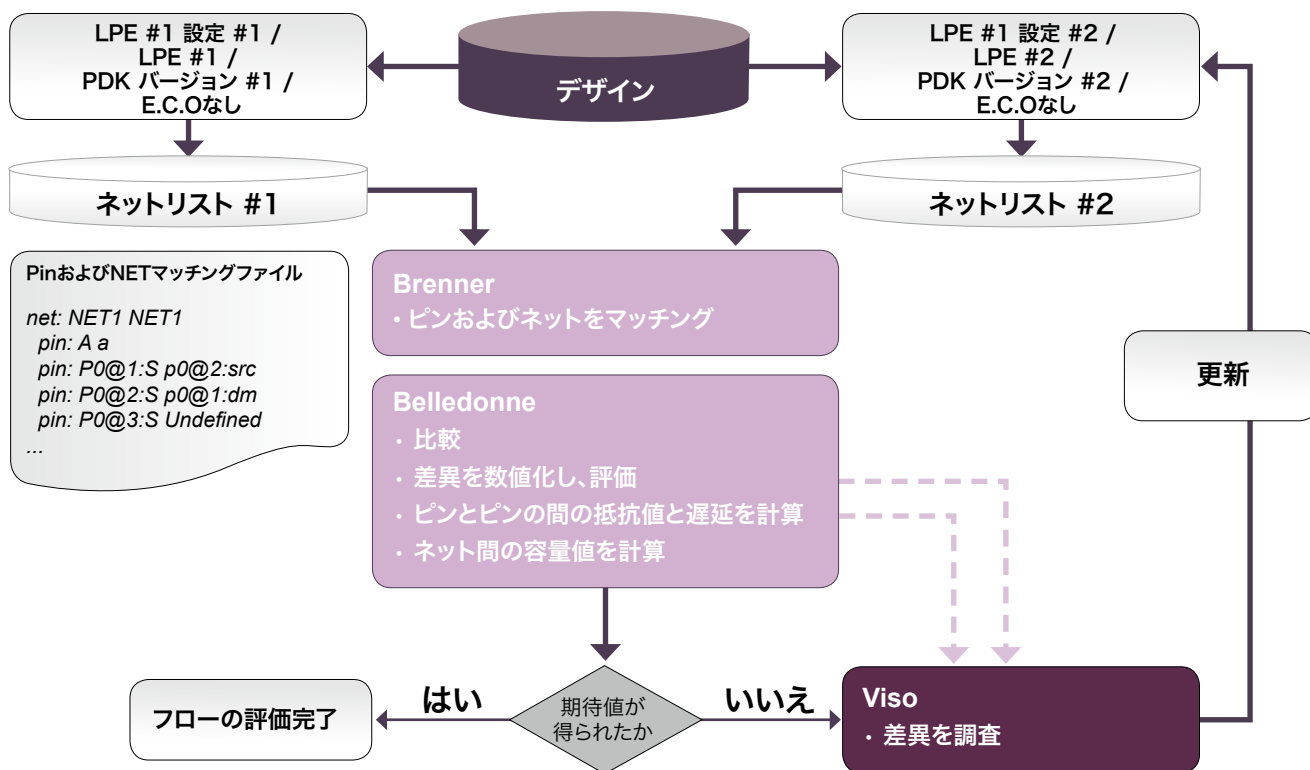 LPE #1 設定 #1 /
LPE #1 /
PDK バージョン #1 /
E.C.Oなし
デザイン
LPE #1 設定 #2 /
LPE #2 /
PDK バージョン #2 /
E.C.Oなし
ネットリスト #1
ネットリスト #2
PinおよびNETマッチングファイル
net: NET1 NET1
pin: A a
pin: P0@1:S p0@2:src
pin: P0@2:S p0@1:dm
pin: P0@3:S Undefined
...
Brenner
• ピンおよびネットをマッチング
Belledonne
• 比較
• 差異を数値化し、評価
• ピンとピンの間の抵抗値と遅延を計算
• ネット間の容量値を計算
更新
フローの評価完了
はい
期待値が
得られたか
いいえ
Viso
• 差異を調査